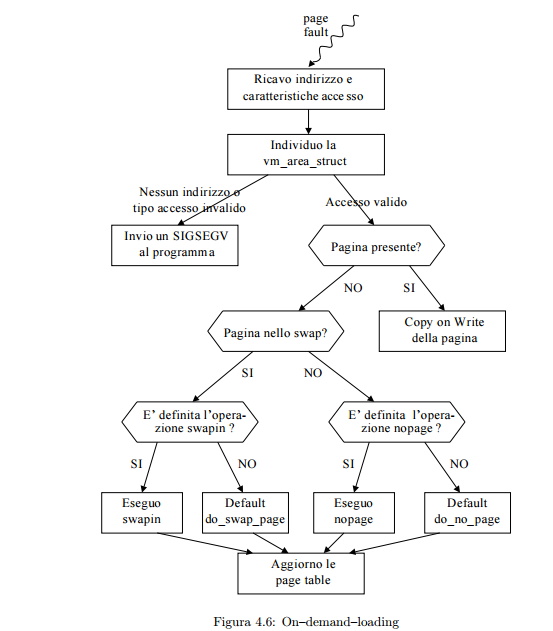 page
fault
Ricavo indirizzo e
caratteristiche accesso
Individuo la
vm_area_struct
Nessun indirizzo o
tipo accesso invalido
Accesso valido
Invio un SIGSEGV
al programma
Pagina presente?
NO
SI
Pagina nello swap?
Copy on Write
della pagina
SI
NO
E' definita l'opera-
zione swapin ?
E' definita l'opera-
zione nopage ?
SI
NO
SI
NO
Eseguo
swapin
Default
do_swap_page
Eseguo
nopage
Default
do_no_page
Aggiorno le
page table
Figura 4.6: On–demand–loading